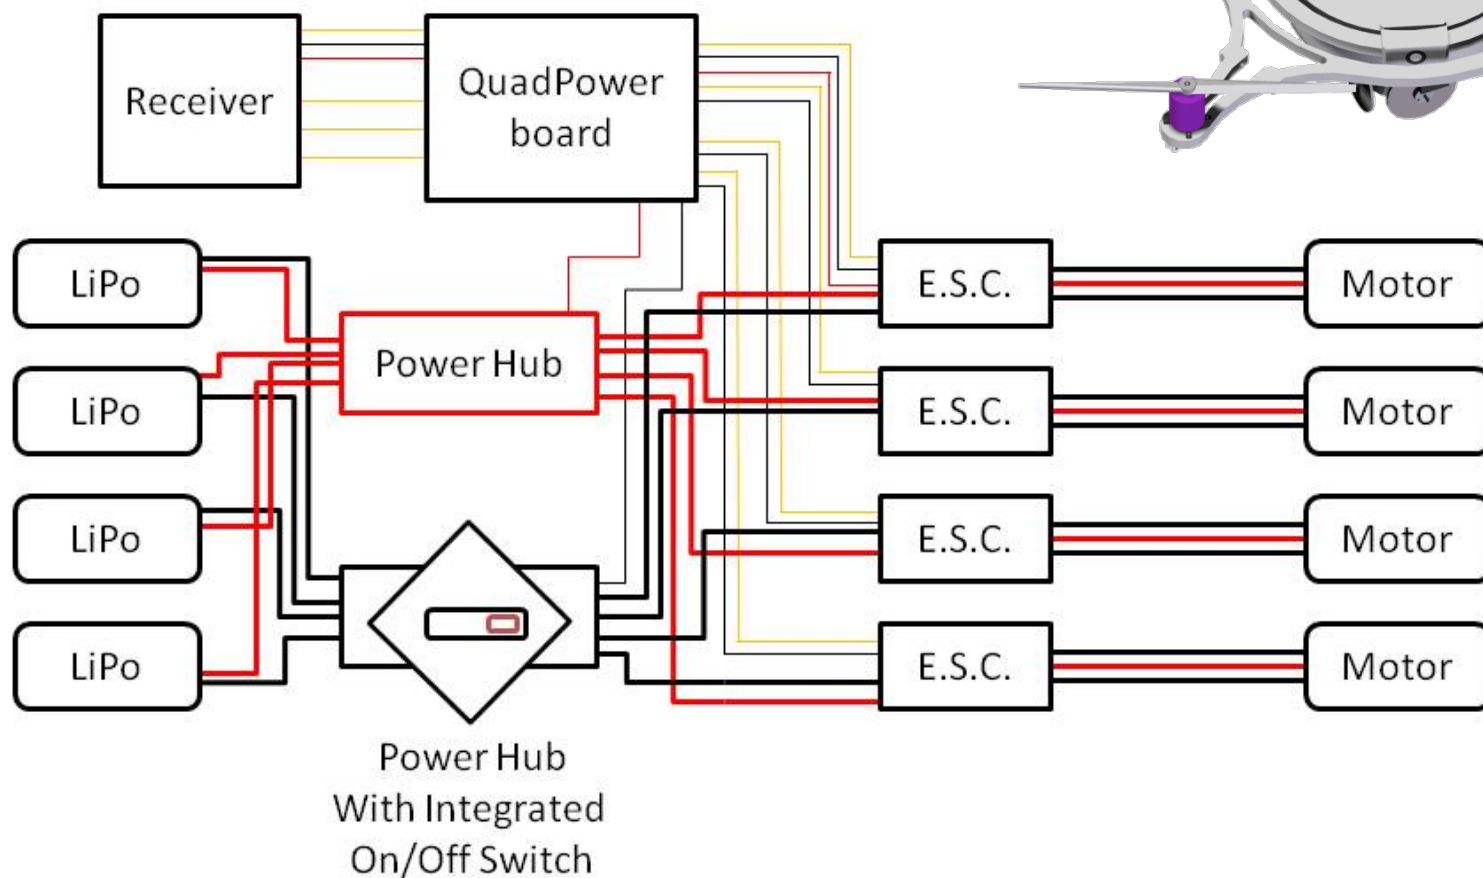 Receiver
QuadPower
board
LiPo
E.S.C.
Motor
Power Hub
LiPo
E.S.C.
Motor
LiPo
E.S.C.
Motor
LiPo
E.S.C.
Motor
Power Hub
With Integrated
On/Off Switch